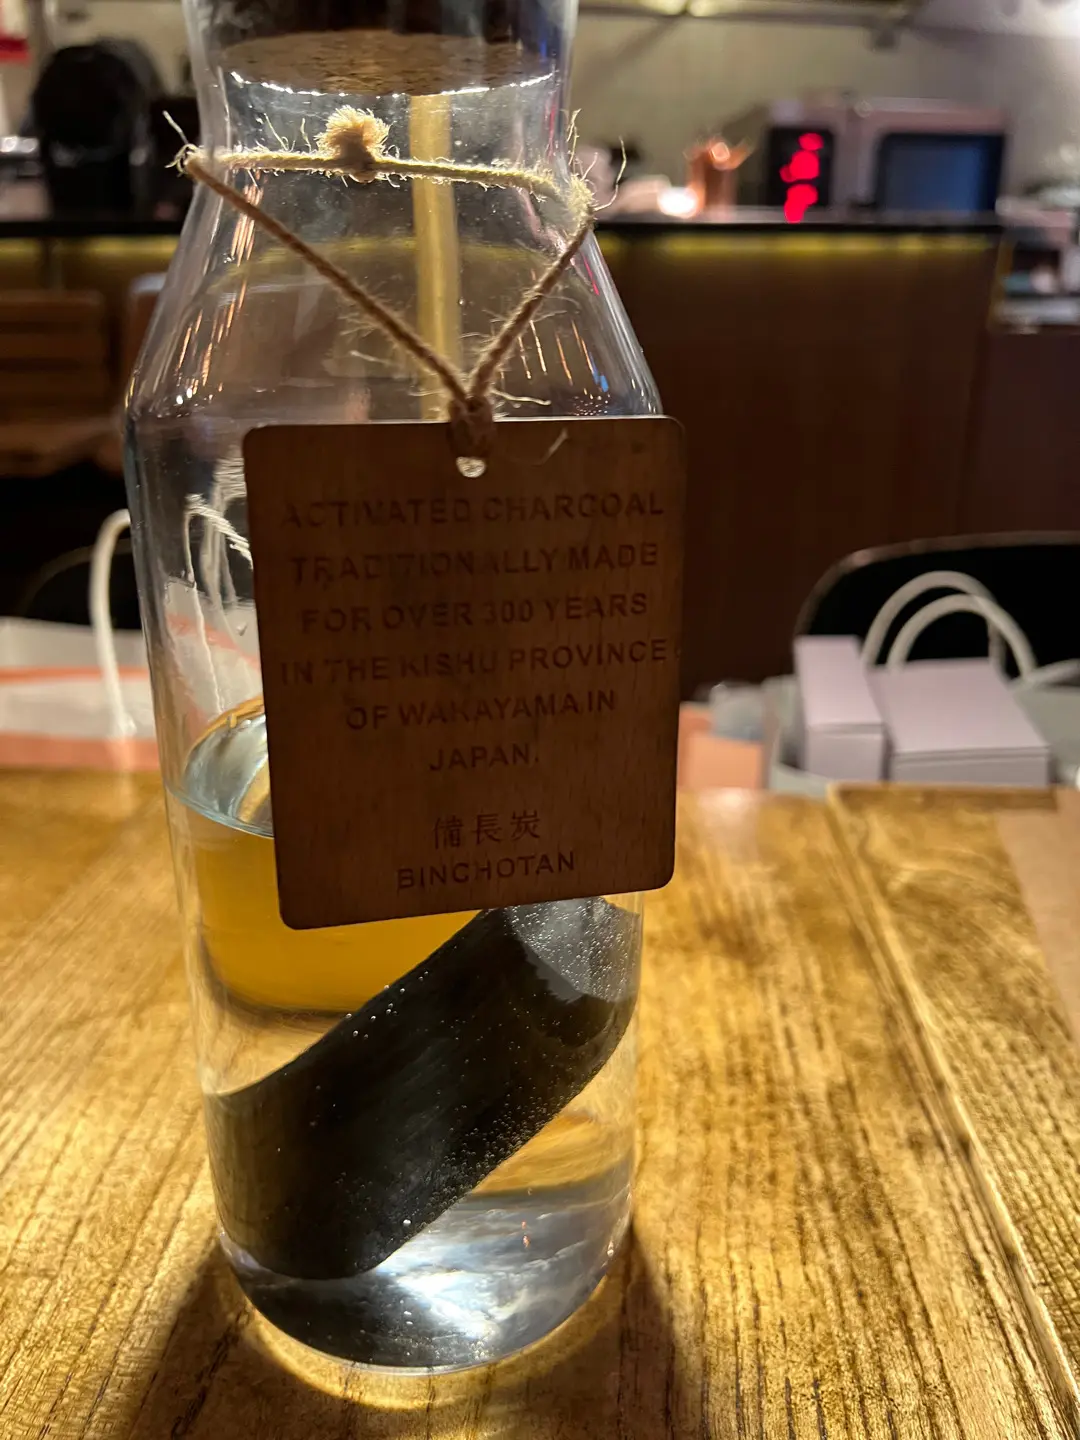 ACTIVATED CHARCOAL
TRADITIONALLY MADE
FOR OVER 300 YEARS
IN THE KISHU PROVINCE
OF WAKAYAMA IN
JAPAN.
備長炭
BINCHOTAN